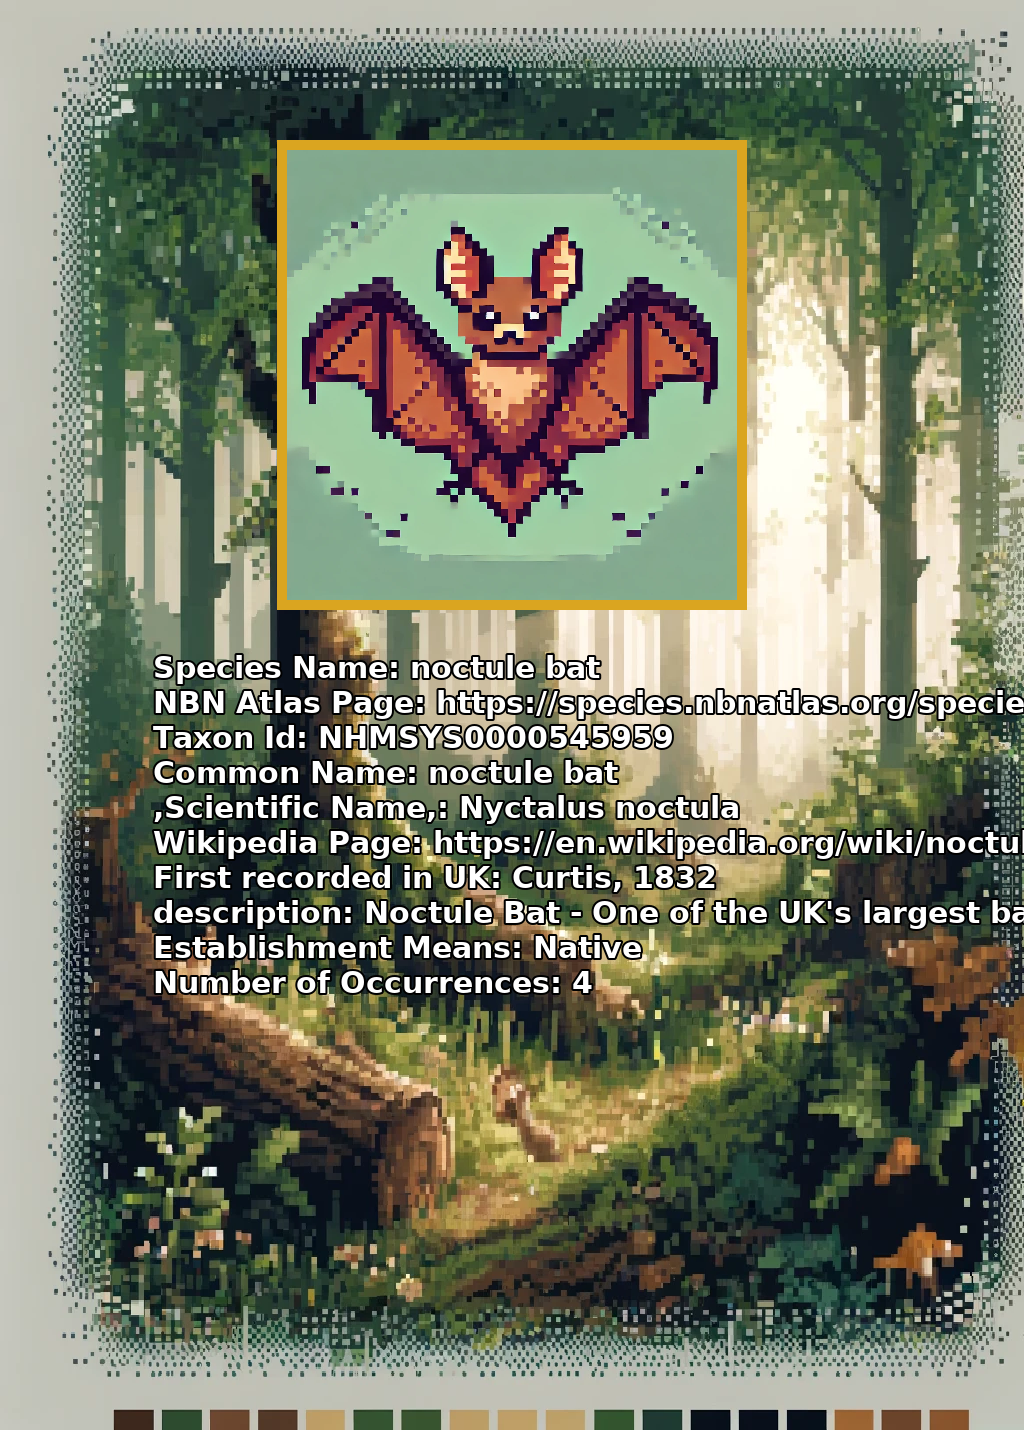 Species Name: noctule bat
NBN Atlas Page: https://species.nbnatlas.org/specie
Taxon Id: NHMSYS0000545959
Common Name: noctule bat
,Scientific Name,: Nyctalus noctula
Wikipedia Page: https://en.wikipedia.org/wiki/noctu
First recorded in UK: Curtis, 1832
description: Noctule Bat - One of the UK's largest ba
Establishment Means: Native
Number of Occurrences: 4